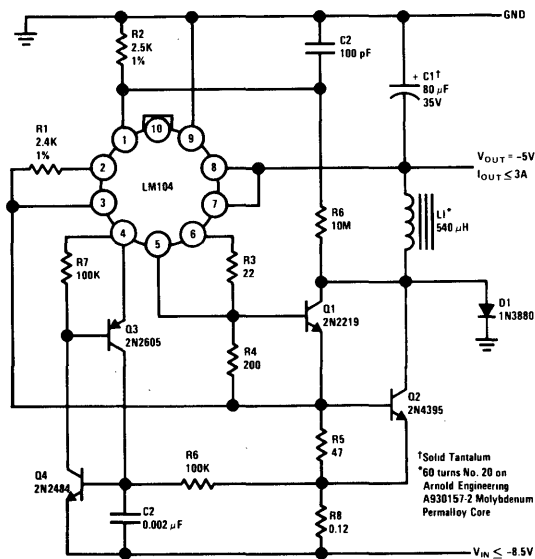 GND
R2
2.5K
1%
C2
100 pF
+ C1†
80 μF
35V
R1
2.4K
1%
1
10
9
2
8
3
7
4
5
6
LM104
VOUT = -5V
IOUT ≤ 3A
R6
10M
L1*
540 μH
R7
100K
R3
22
Q3
2N2605
Q1
2N2219
D1
1N3880
R4
200
Q2
2N4395
Q4
2N2484
R6
100K
R5
47
C2
0.002 μF
R8
0.12
†Solid Tantalum
*60 turns No. 20 on
Arnold Engineering
A930157-2 Molybdenum
Permalloy Core
VIN ≤ -8.5V